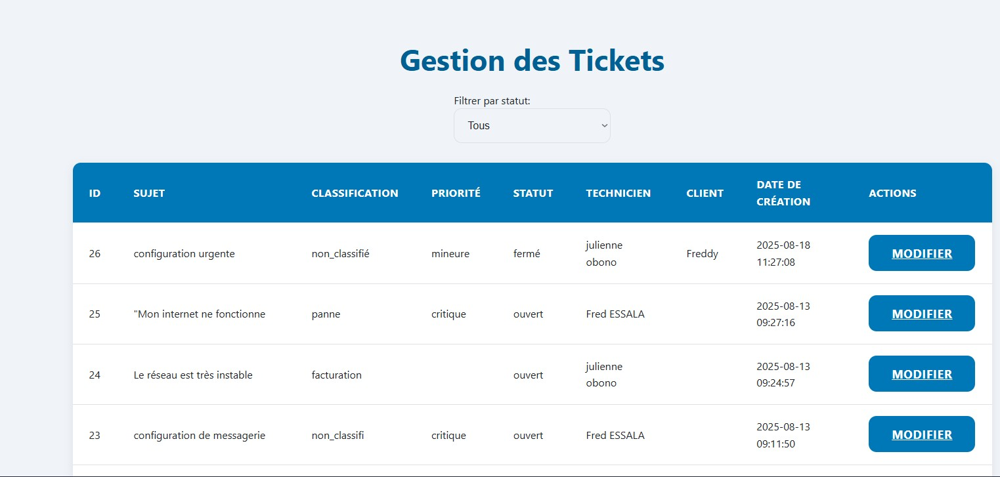 Gestion des Tickets
Filtrer par statut:
Tous
ID SUJET CLASSIFICATION PRIORITÉ STATUT TECHNICIEN CLIENT DATE DE CRÉATION ACTIONS
26 configuration urgente non_classifié mineure fermé julienne obono Freddy 2025-08-18 11:27:08 MODIFIER
25 "Mon internet ne fonctionne panne critique ouvert Fred ESSALA 2025-08-13 09:27:16 MODIFIER
24 Le réseau est très instable facturation ouvert julienne obono 2025-08-13 09:24:57 MODIFIER
23 configuration de messagerie non_classifi critique ouvert Fred ESSALA 2025-08-13 09:11:50 MODIFIER